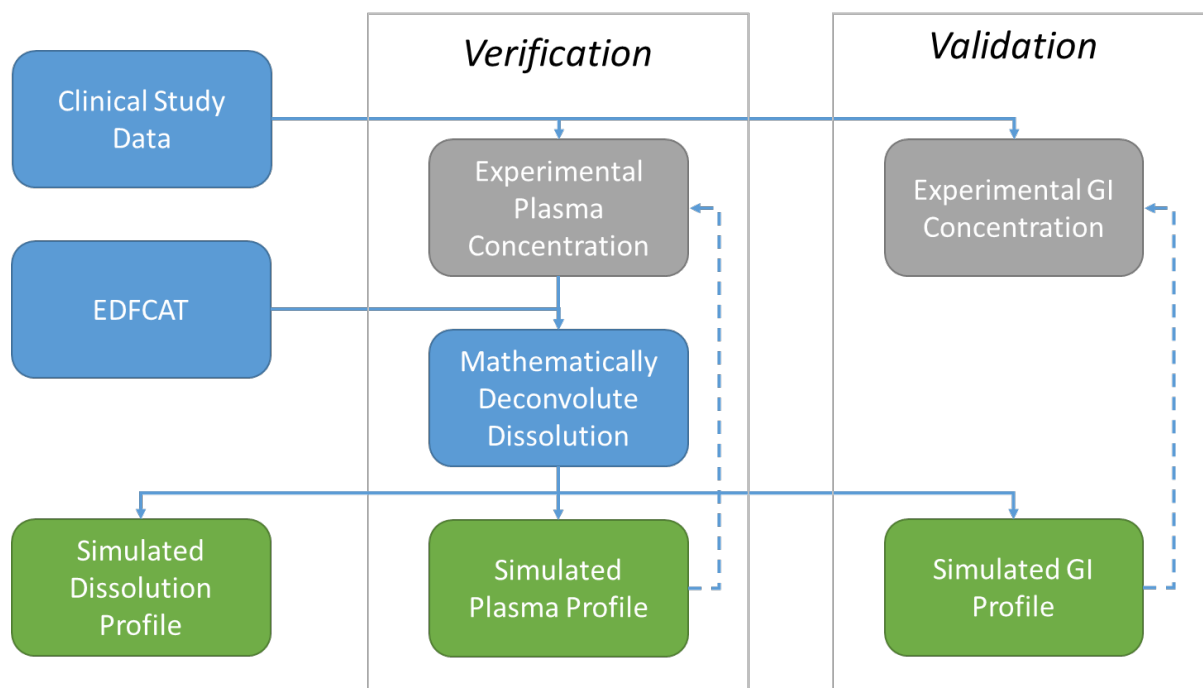 Verification
Validation
Clinical Study
Data
Experimental
Plasma
Concentration
Experimental GI
Concentration
EDFCAT
Mathematically
Deconvolute
Dissolution
Simulated
Dissolution
Profile
Simulated
Plasma Profile
Simulated GI
Profile